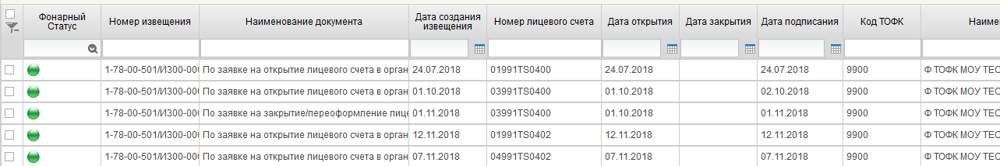 Фонарный Статус Номер извещения Наименование документа Дата создания извещения Номер лицевого счета Дата открытия Дата закрытия Дата подписания Код ТОФК Наиме
1-78-00-501/И300-00 По заявке на открытие лицевого счета в орган 24.07.2018 01991TS0400 24.07.2018 24.07.2018 9900 Ф ТОФК МОУ ТЕС
1-78-00-501/И300-00 По заявке на открытие лицевого счета в орган 01.10.2018 03991TS0400 01.10.2018 02.10.2018 9900 Ф ТОФК МОУ ТЕС
1-78-00-501/И300-00 По заявке на закрытие/переоформление лице 01.11.2018 03991TS0400 01.10.2018 01.11.2018 9900 Ф ТОФК МОУ ТЕС
1-78-00-501/И300-00 По заявке на открытие лицевого счета в орган 12.11.2018 01991TS0402 12.11.2018 12.11.2018 9900 Ф ТОФК МОУ ТЕС
1-78-00-501/И300-00 По заявке на открытие лицевого счета в орган 07.11.2018 04991TS0402 07.11.2018 07.11.2018 9900 Ф ТОФК МОУ ТЕС